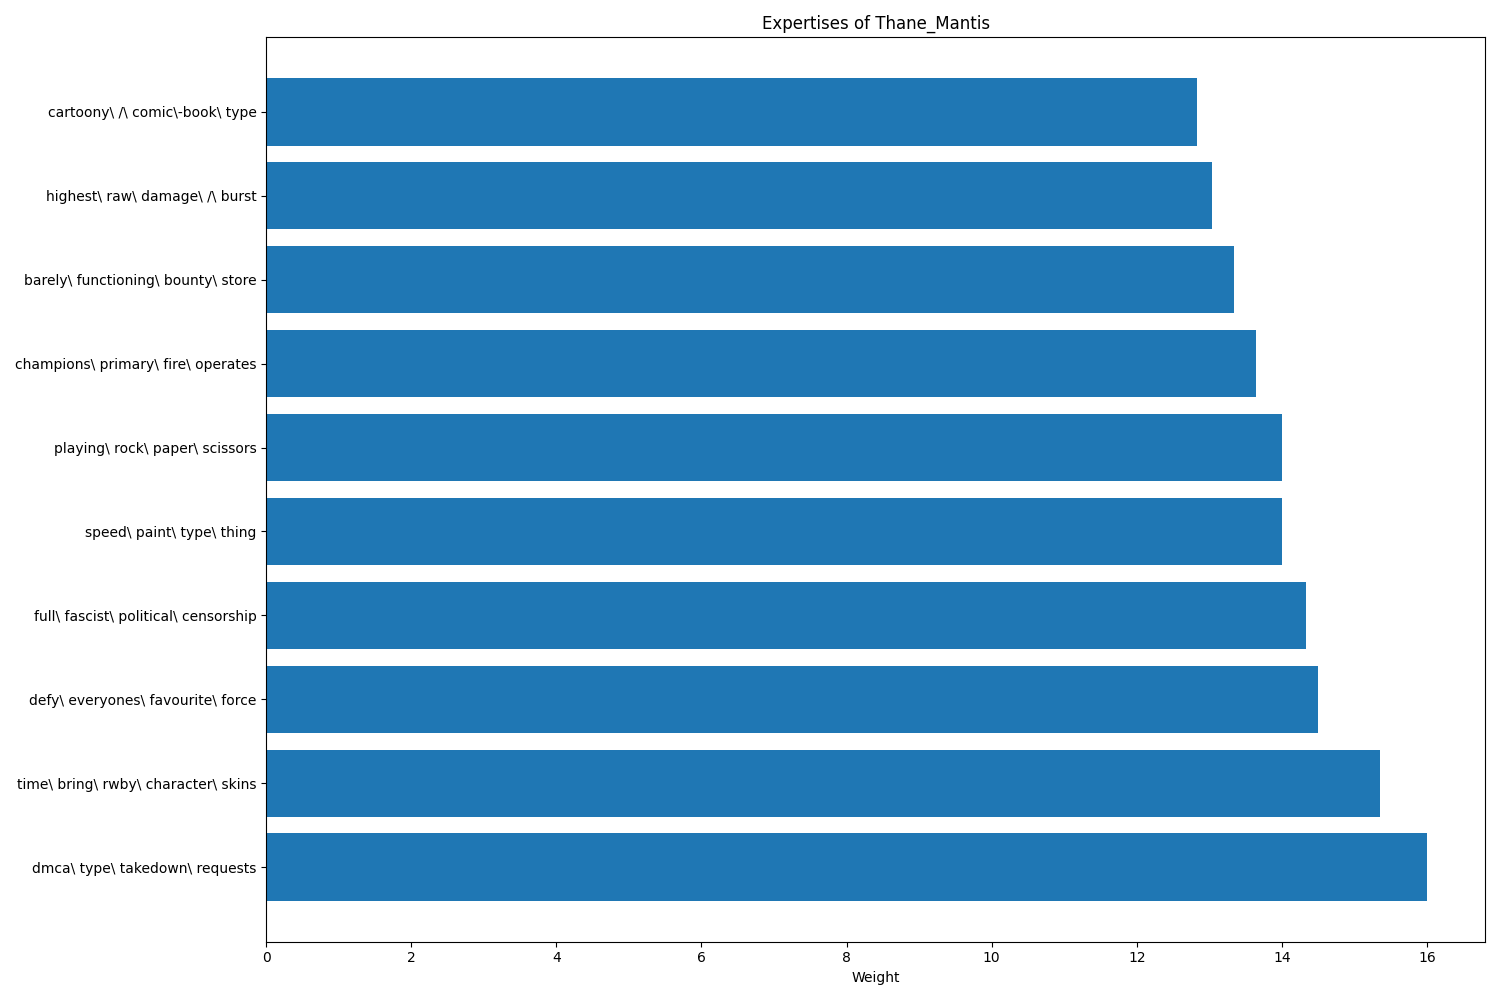 Expertises of Thane_Mantis
cartoony\ /\ comic\-book\ type
highest\ raw\ damage\ /\ burst
barely\ functioning\ bounty\ store
champions\ primary\ fire\ operates
playing\ rock\ paper\ scissors
speed\ paint\ type\ thing
full\ fascist\ political\ censorship
defy\ everyones\ favourite\ force
time\ bring\ rwby\ character\ skins
dmca\ type\ takedown\ requests
0 2 4 6 8 10 12 14 16
Weight